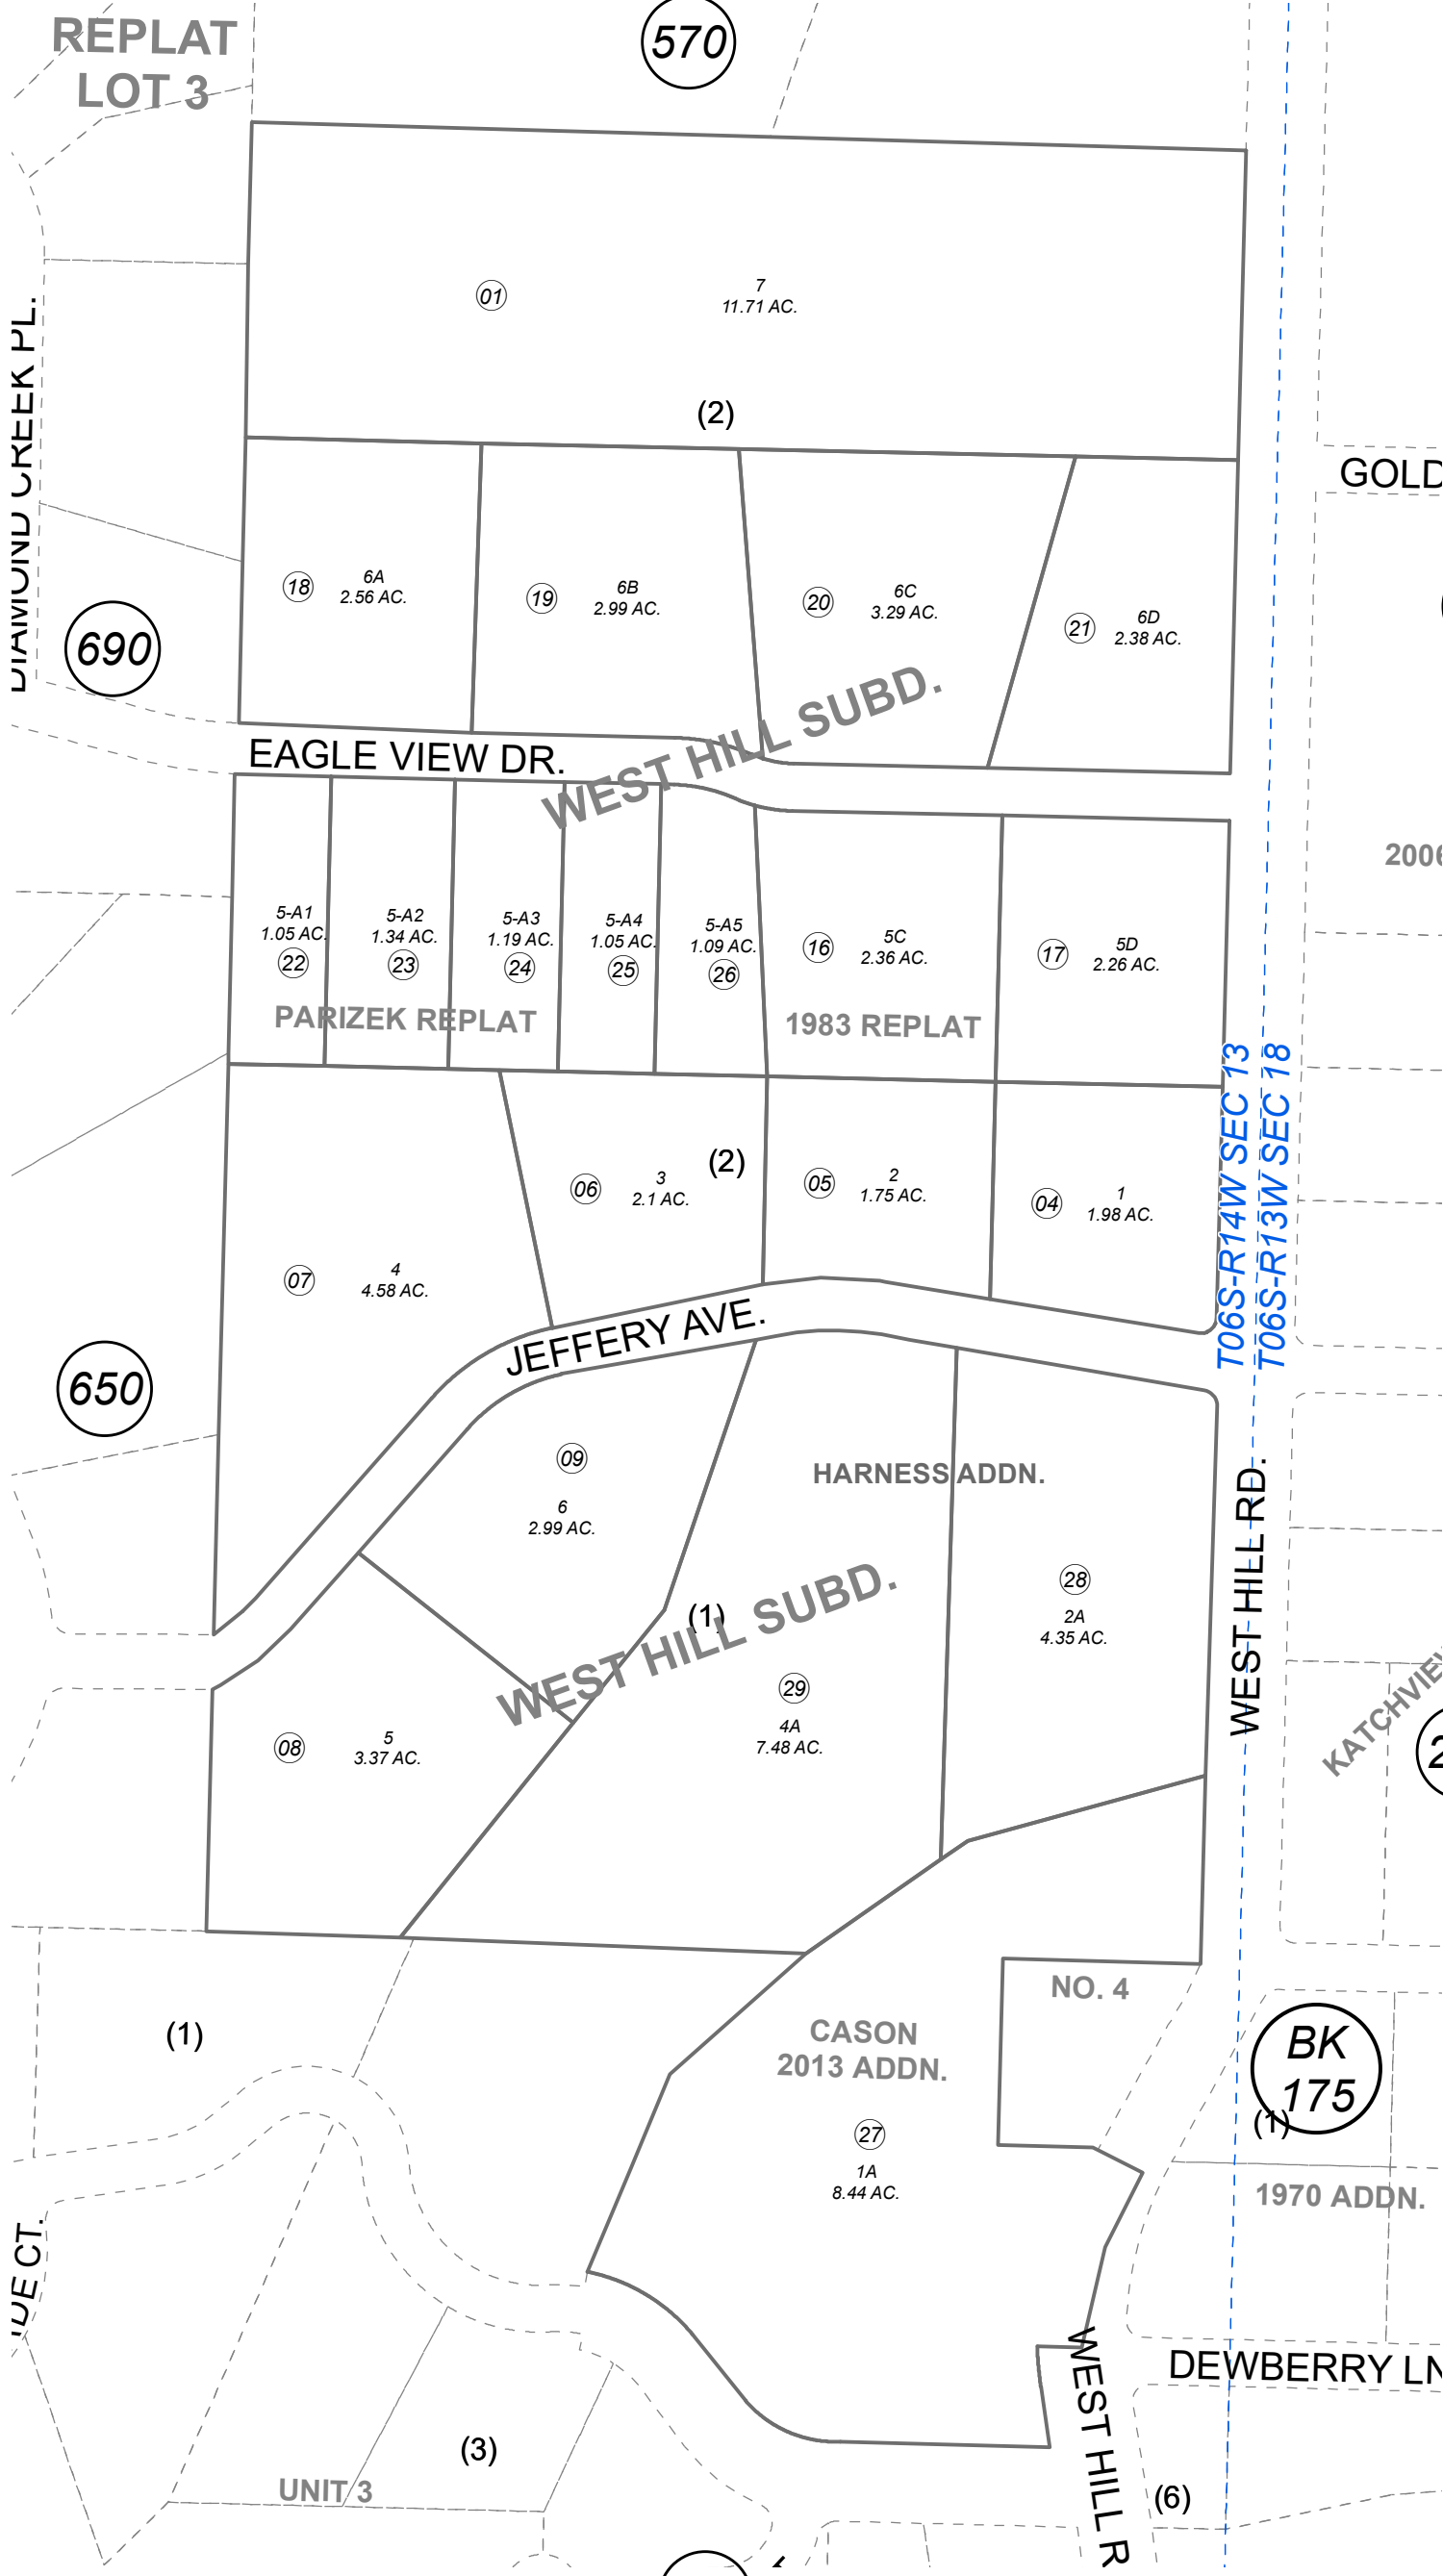 REPLAT
LOT 3
570
01
7
11.71 AC.
(2)
DIAMOND CREEK PL.
GOLD
18
6A
2.56 AC.
19
6B
2.99 AC.
20
6C
3.29 AC.
21
6D
2.38 AC.
690
WEST HILL SUBD.
EAGLE VIEW DR.
2006
5-A1
1.05 AC.
22
5-A2
1.34 AC.
23
5-A3
1.19 AC.
24
5-A4
1.05 AC.
25
5-A5
1.09 AC.
26
16
5C
2.36 AC.
17
5D
2.26 AC.
PARIZEK REPLAT
1983 REPLAT
T06S-R14W SEC 13
T06S-R13W SEC 18
06
3
2.1 AC.
(2)
05
2
1.75 AC.
04
1
1.98 AC.
07
4
4.58 AC.
JEFFERY AVE.
650
09
6
2.99 AC.
HARNESS ADDN.
WEST HILL RD.
28
2A
4.35 AC.
(1)
WEST HILL SUBD.
29
4A
7.48 AC.
08
5
3.37 AC.
KATCHVIEW
2
NO. 4
(1)
CASON
2013 ADDN.
BK
175
(1)
27
1A
8.44 AC.
1970 ADDN.
IDE CT.
DEWBERRY LN
WEST HILL R
(3)
UNIT 3
(6)